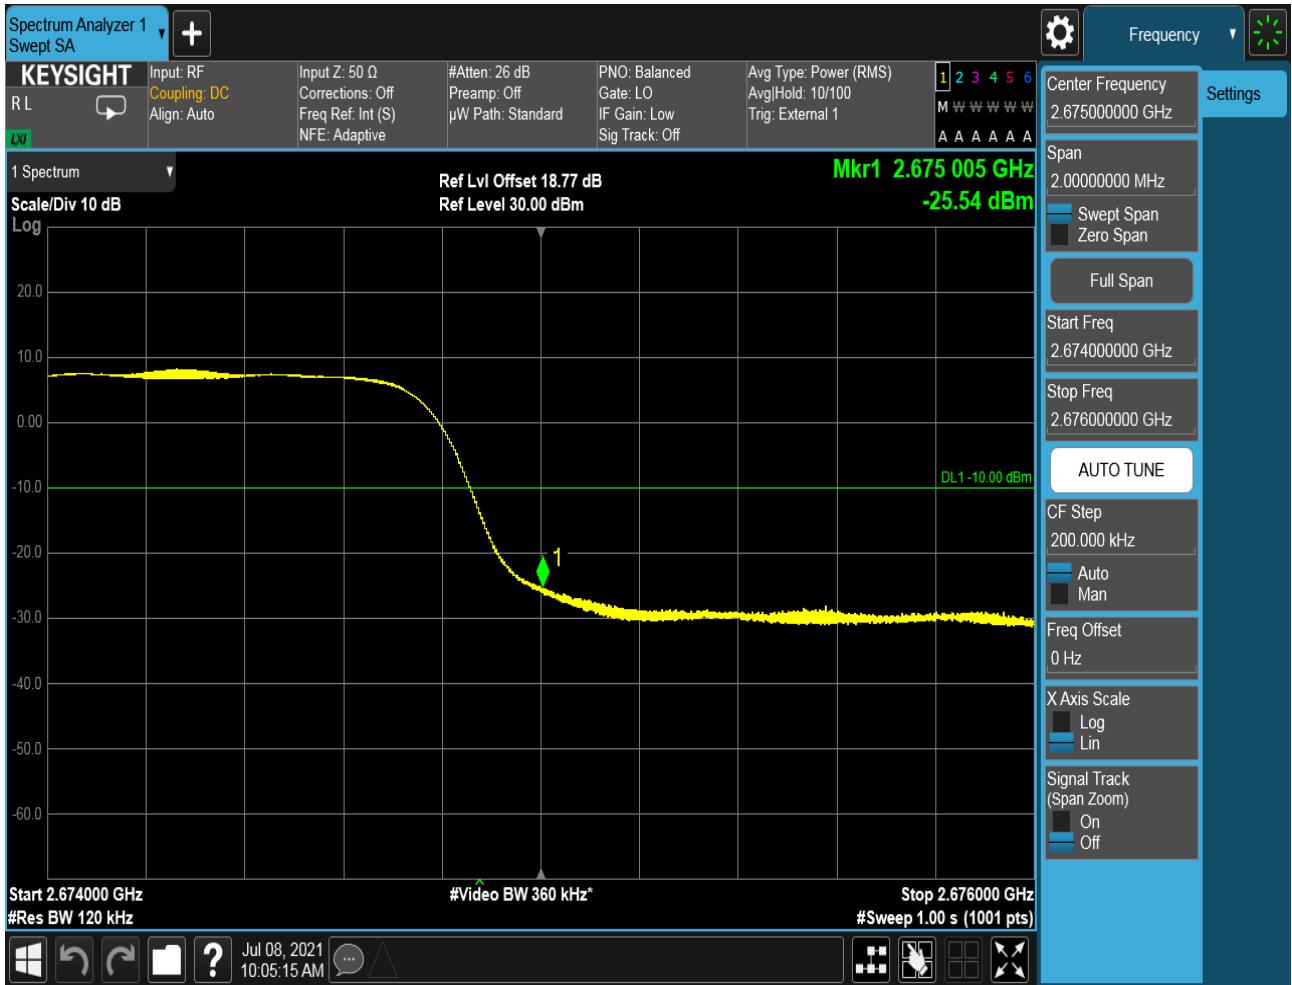 Spectrum Analyzer 1
Swept SA
Frequency
KEYSIGHT
R L
LXI
Input: RF
Coupling: DC
Align: Auto
Input Z: 50 Ω
Corrections: Off
Freq Ref: Int (S)
NFE: Adaptive
#Atten: 26 dB
Preamp: Off
µW Path: Standard
PNO: Balanced
Gate: LO
IF Gain: Low
Sig Track: Off
Avg Type: Power (RMS)
Avg|Hold: 10/100
Trig: External 1
1 2 3 4 5 6
M W W W W W
A A A A A A
1 Spectrum
Scale/Div 10 dB
Log
Ref Lvl Offset 18.77 dB
Ref Level 30.00 dBm
Mkr1 2.675 005 GHz
-25.54 dBm
20.0
10.0
0.00
-10.0
-20.0
-30.0
-40.0
-50.0
-60.0
DL1 -10.00 dBm
1
Start 2.674000 GHz
#Res BW 120 kHz
#Video BW 360 kHz*
Stop 2.676000 GHz
#Sweep 1.00 s (1001 pts)
Jul 08, 2021
10:05:15 AM
Center Frequency
2.675000000 GHz
Span
2.00000000 MHz
Swept Span
Zero Span
Full Span
Start Freq
2.674000000 GHz
Stop Freq
2.676000000 GHz
AUTO TUNE
CF Step
200.000 kHz
Auto
Man
Freq Offset
0 Hz
X Axis Scale
Log
Lin
Signal Track
(Span Zoom)
On
Off
Settings